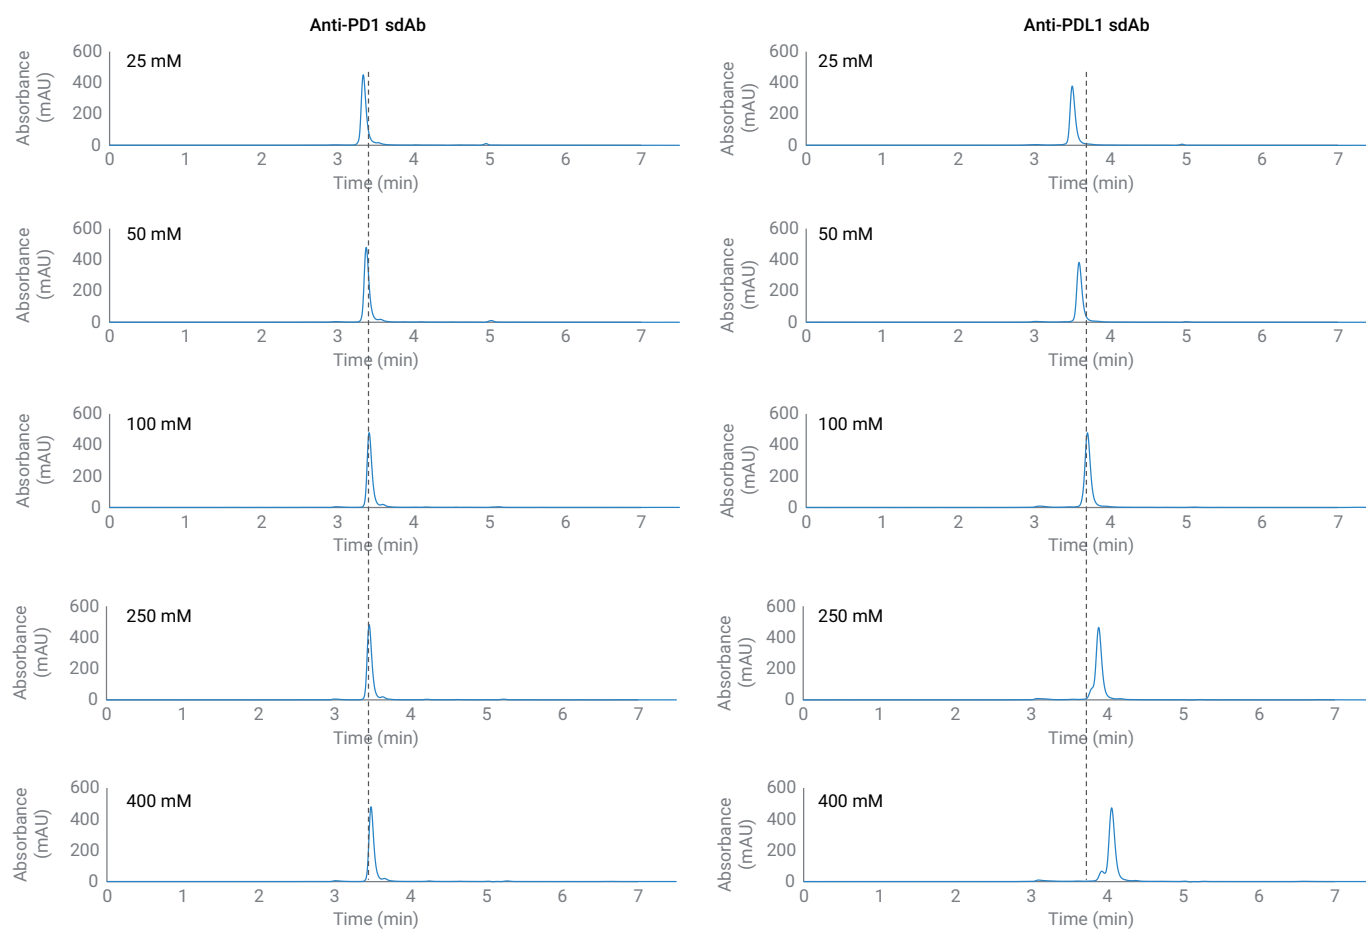 Anti-PD1 sdAb
Anti-PDL1 sdAb
Absorbance
(mAU)
600
400
200
0
25 mM
0 1 2 3 4 5 6 7
Time (min)
Absorbance
(mAU)
600
400
200
0
25 mM
0 1 2 3 4 5 6 7
Time (min)
Absorbance
(mAU)
600
400
200
0
50 mM
0 1 2 3 4 5 6 7
Time (min)
Absorbance
(mAU)
600
400
200
0
50 mM
0 1 2 3 4 5 6 7
Time (min)
Absorbance
(mAU)
600
400
200
0
100 mM
0 1 2 3 4 5 6 7
Time (min)
Absorbance
(mAU)
600
400
200
0
100 mM
0 1 2 3 4 5 6 7
Time (min)
Absorbance
(mAU)
600
400
200
0
250 mM
0 1 2 3 4 5 6 7
Time (min)
Absorbance
(mAU)
600
400
200
0
250 mM
0 1 2 3 4 5 6 7
Time (min)
Absorbance
(mAU)
600
400
200
0
400 mM
0 1 2 3 4 5 6 7
Time (min)
Absorbance
(mAU)
600
400
200
0
400 mM
0 1 2 3 4 5 6 7
Time (min)